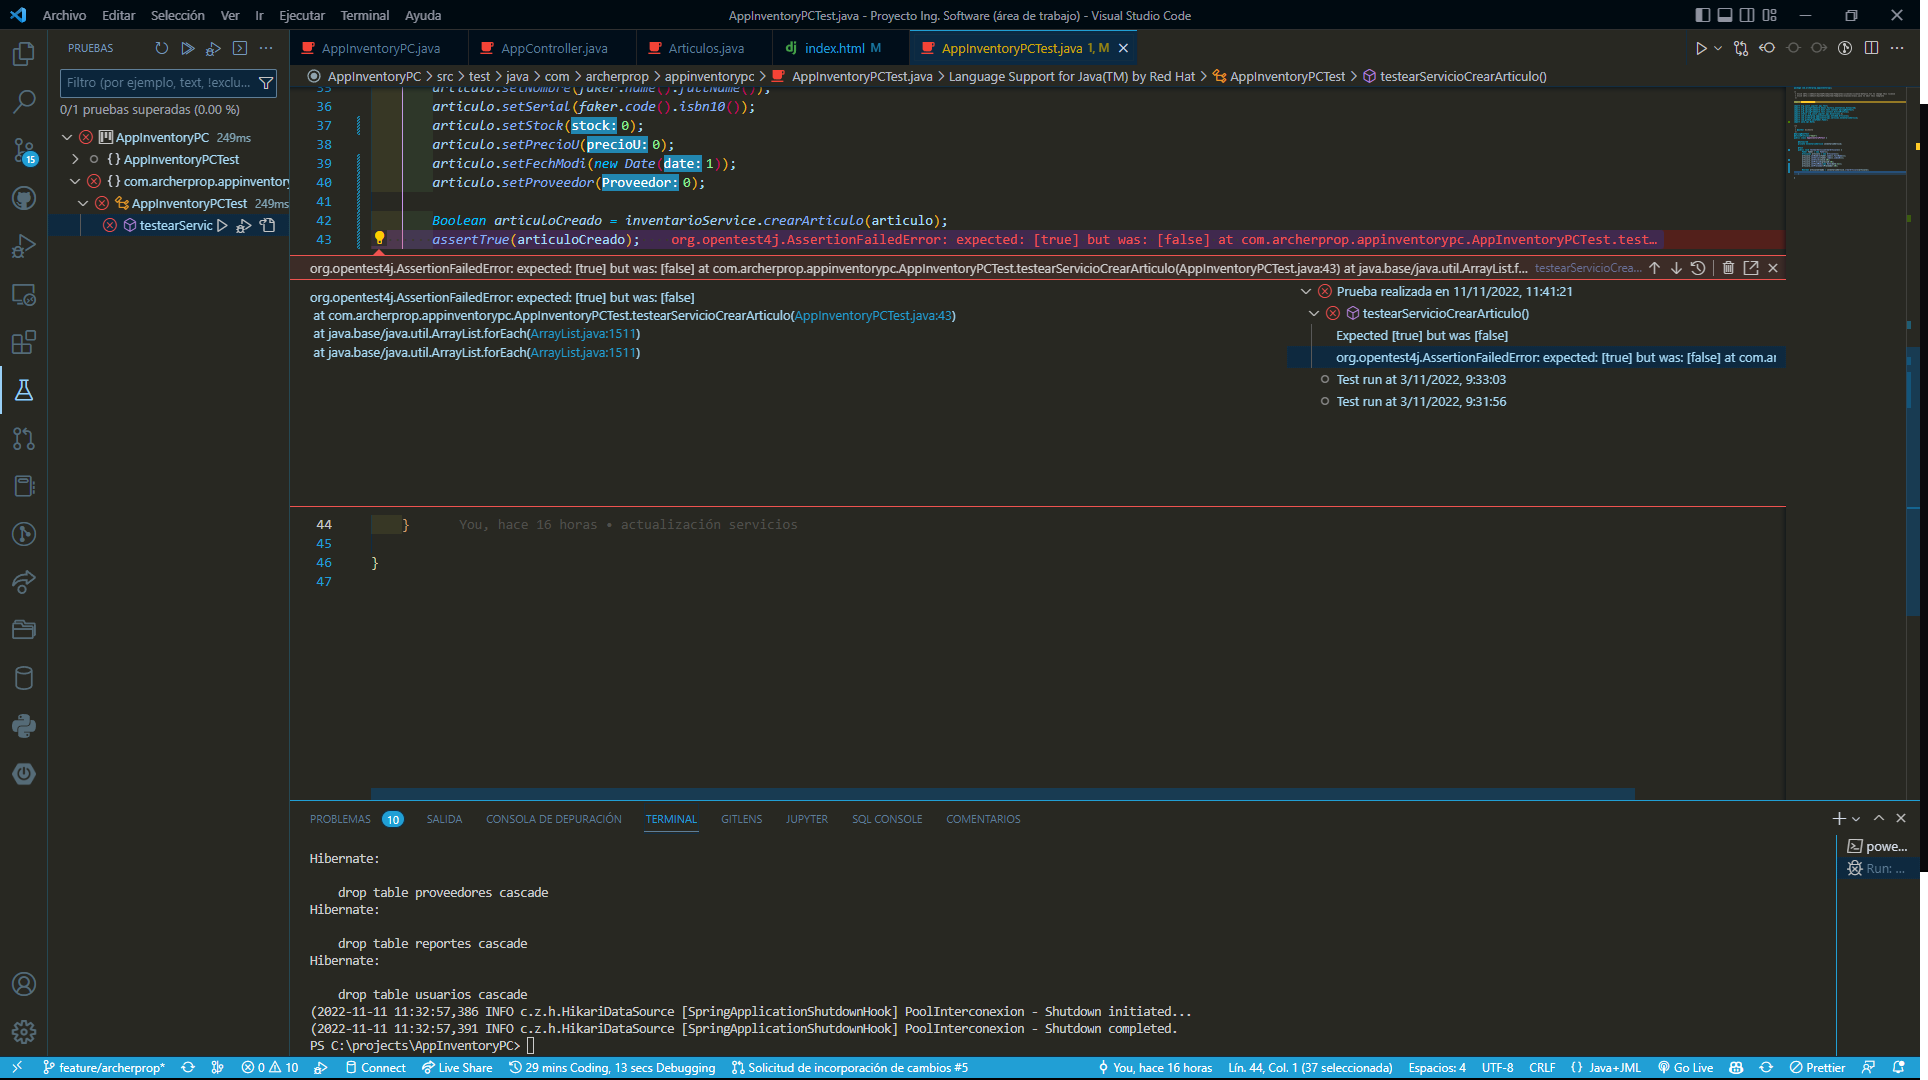 Archivo Editar Selección Ver Ir Ejecutar Terminal Ayuda
AppInventoryPCTest.java - Proyecto Ing. Software (área de trabajo) - Visual Studio Code
PRUEBAS
Filtro (por ejemplo, text, !exclu...
0/1 pruebas superadas (0.00 %)
AppInventoryPC 249ms
{} AppInventoryPCTest
{} com.archerprop.appinventory
AppInventoryPCTest 249ms
testearServic
15
AppInventoryPC.java
AppController.java
Articulos.java
dj index.html M
AppInventoryPCTest.java 1, M
AppInventoryPC > src > test > java > com > archerprop > appinventorypc > AppInventoryPCTest.java > Language Support for Java(TM) by Red Hat > AppInventoryPCTest > testearServicioCrearArticulo()
35 articulo.setNombre(faker.name().fullName());
36 articulo.setSerial(faker.code().isbn10());
37 articulo.setStock(stock: 0);
38 articulo.setPrecioU(precioU: 0);
39 articulo.setFechModi(new Date(date: 1));
40 articulo.setProveedor(Proveedor: 0);
41
42 Boolean articuloCreado = inventarioService.crearArticulo(articulo);
43 assertTrue(articuloCreado); org.opentest4j.AssertionFailedError: expected: [true] but was: [false] at com.archerprop.appinventorypc.AppInventoryPCTest.test…
org.opentest4j.AssertionFailedError: expected: [true] but was: [false] at com.archerprop.appinventorypc.AppInventoryPCTest.testearServicioCrearArticulo(AppInventoryPCTest.java:43) at java.base/java.util.ArrayList.f... testearServicioCrea...
org.opentest4j.AssertionFailedError: expected: [true] but was: [false]
at com.archerprop.appinventorypc.AppInventoryPCTest.testearServicioCrearArticulo(AppInventoryPCTest.java:43)
at java.base/java.util.ArrayList.forEach(ArrayList.java:1511)
at java.base/java.util.ArrayList.forEach(ArrayList.java:1511)
Prueba realizada en 11/11/2022, 11:41:21
testearServicioCrearArticulo()
Expected [true] but was [false]
org.opentest4j.AssertionFailedError: expected: [true] but was: [false] at com.ar
Test run at 3/11/2022, 9:33:03
Test run at 3/11/2022, 9:31:56
44 } You, hace 16 horas • actualización servicios
45
46 }
47
PROBLEMAS 10 SALIDA CONSOLA DE DEPURACIÓN TERMINAL GITLENS JUPYTER SQL CONSOLE COMENTARIOS
Hibernate:
drop table proveedores cascade
Hibernate:
drop table reportes cascade
Hibernate:
drop table usuarios cascade
(2022-11-11 11:32:57,386 INFO c.z.h.HikariDataSource [SpringApplicationShutdownHook] PoolInterconexion - Shutdown initiated...
(2022-11-11 11:32:57,391 INFO c.z.h.HikariDataSource [SpringApplicationShutdownHook] PoolInterconexion - Shutdown completed.
PS C:\projects\AppInventoryPC>
powe...
Run: ...
feature/archerprop* 0 10 Connect Live Share 29 mins Coding, 13 secs Debugging Solicitud de incorporación de cambios #5 You, hace 16 horas Lín. 44, Col. 1 (37 seleccionada) Espacios: 4 UTF-8 CRLF {} Java+JML Go Live Prettier